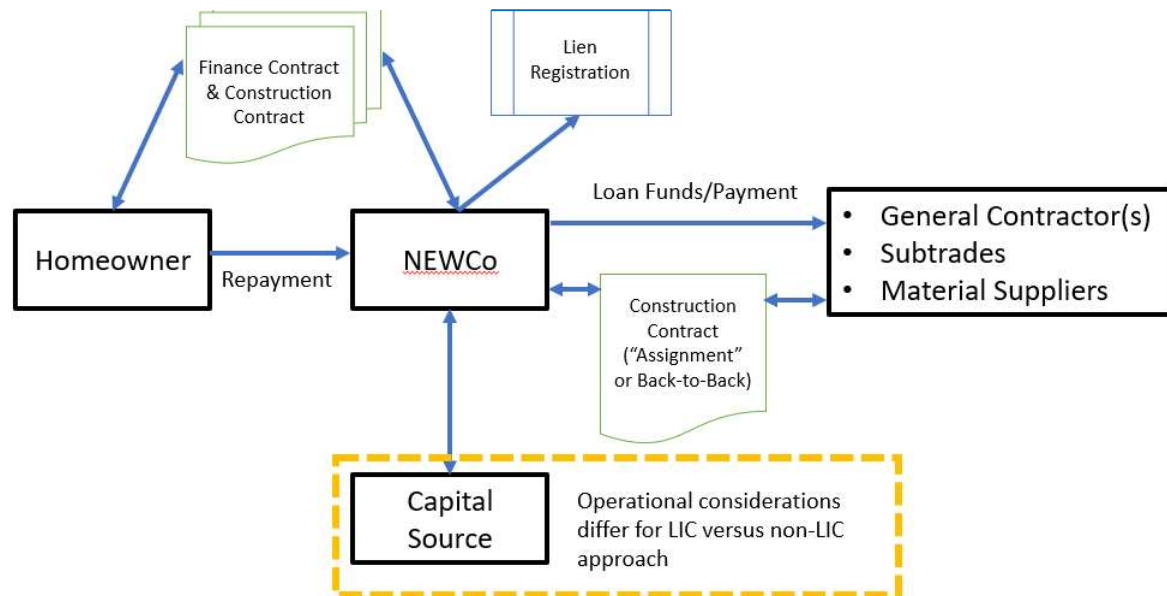 Finance Contract
& Construction
Contract
Lien
Registration
Loan Funds/Payment
Homeowner
Repayment
NEWCo
• General Contractor(s)
• Subtrades
• Material Suppliers
Construction
Contract
(“Assignment”
or Back-to-Back)
Capital
Source
Operational considerations
differ for LIC versus non-LIC
approach